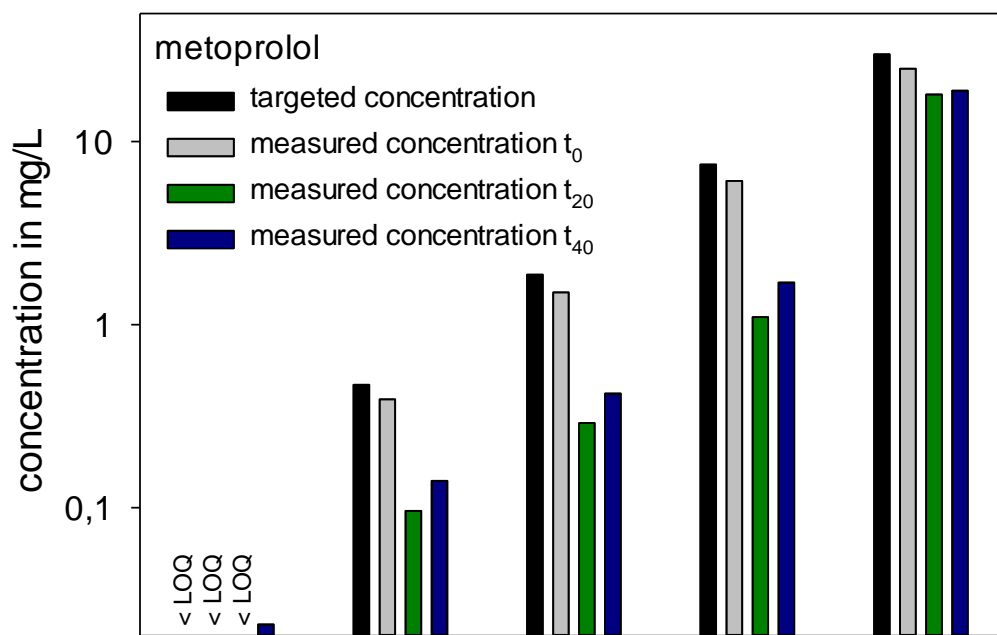 metoprolol
targeted concentration
measured concentration t0
measured concentration t20
measured concentration t40
concentration in mg/L
10
1
0,1
< LOQ
< LOQ
< LOQ